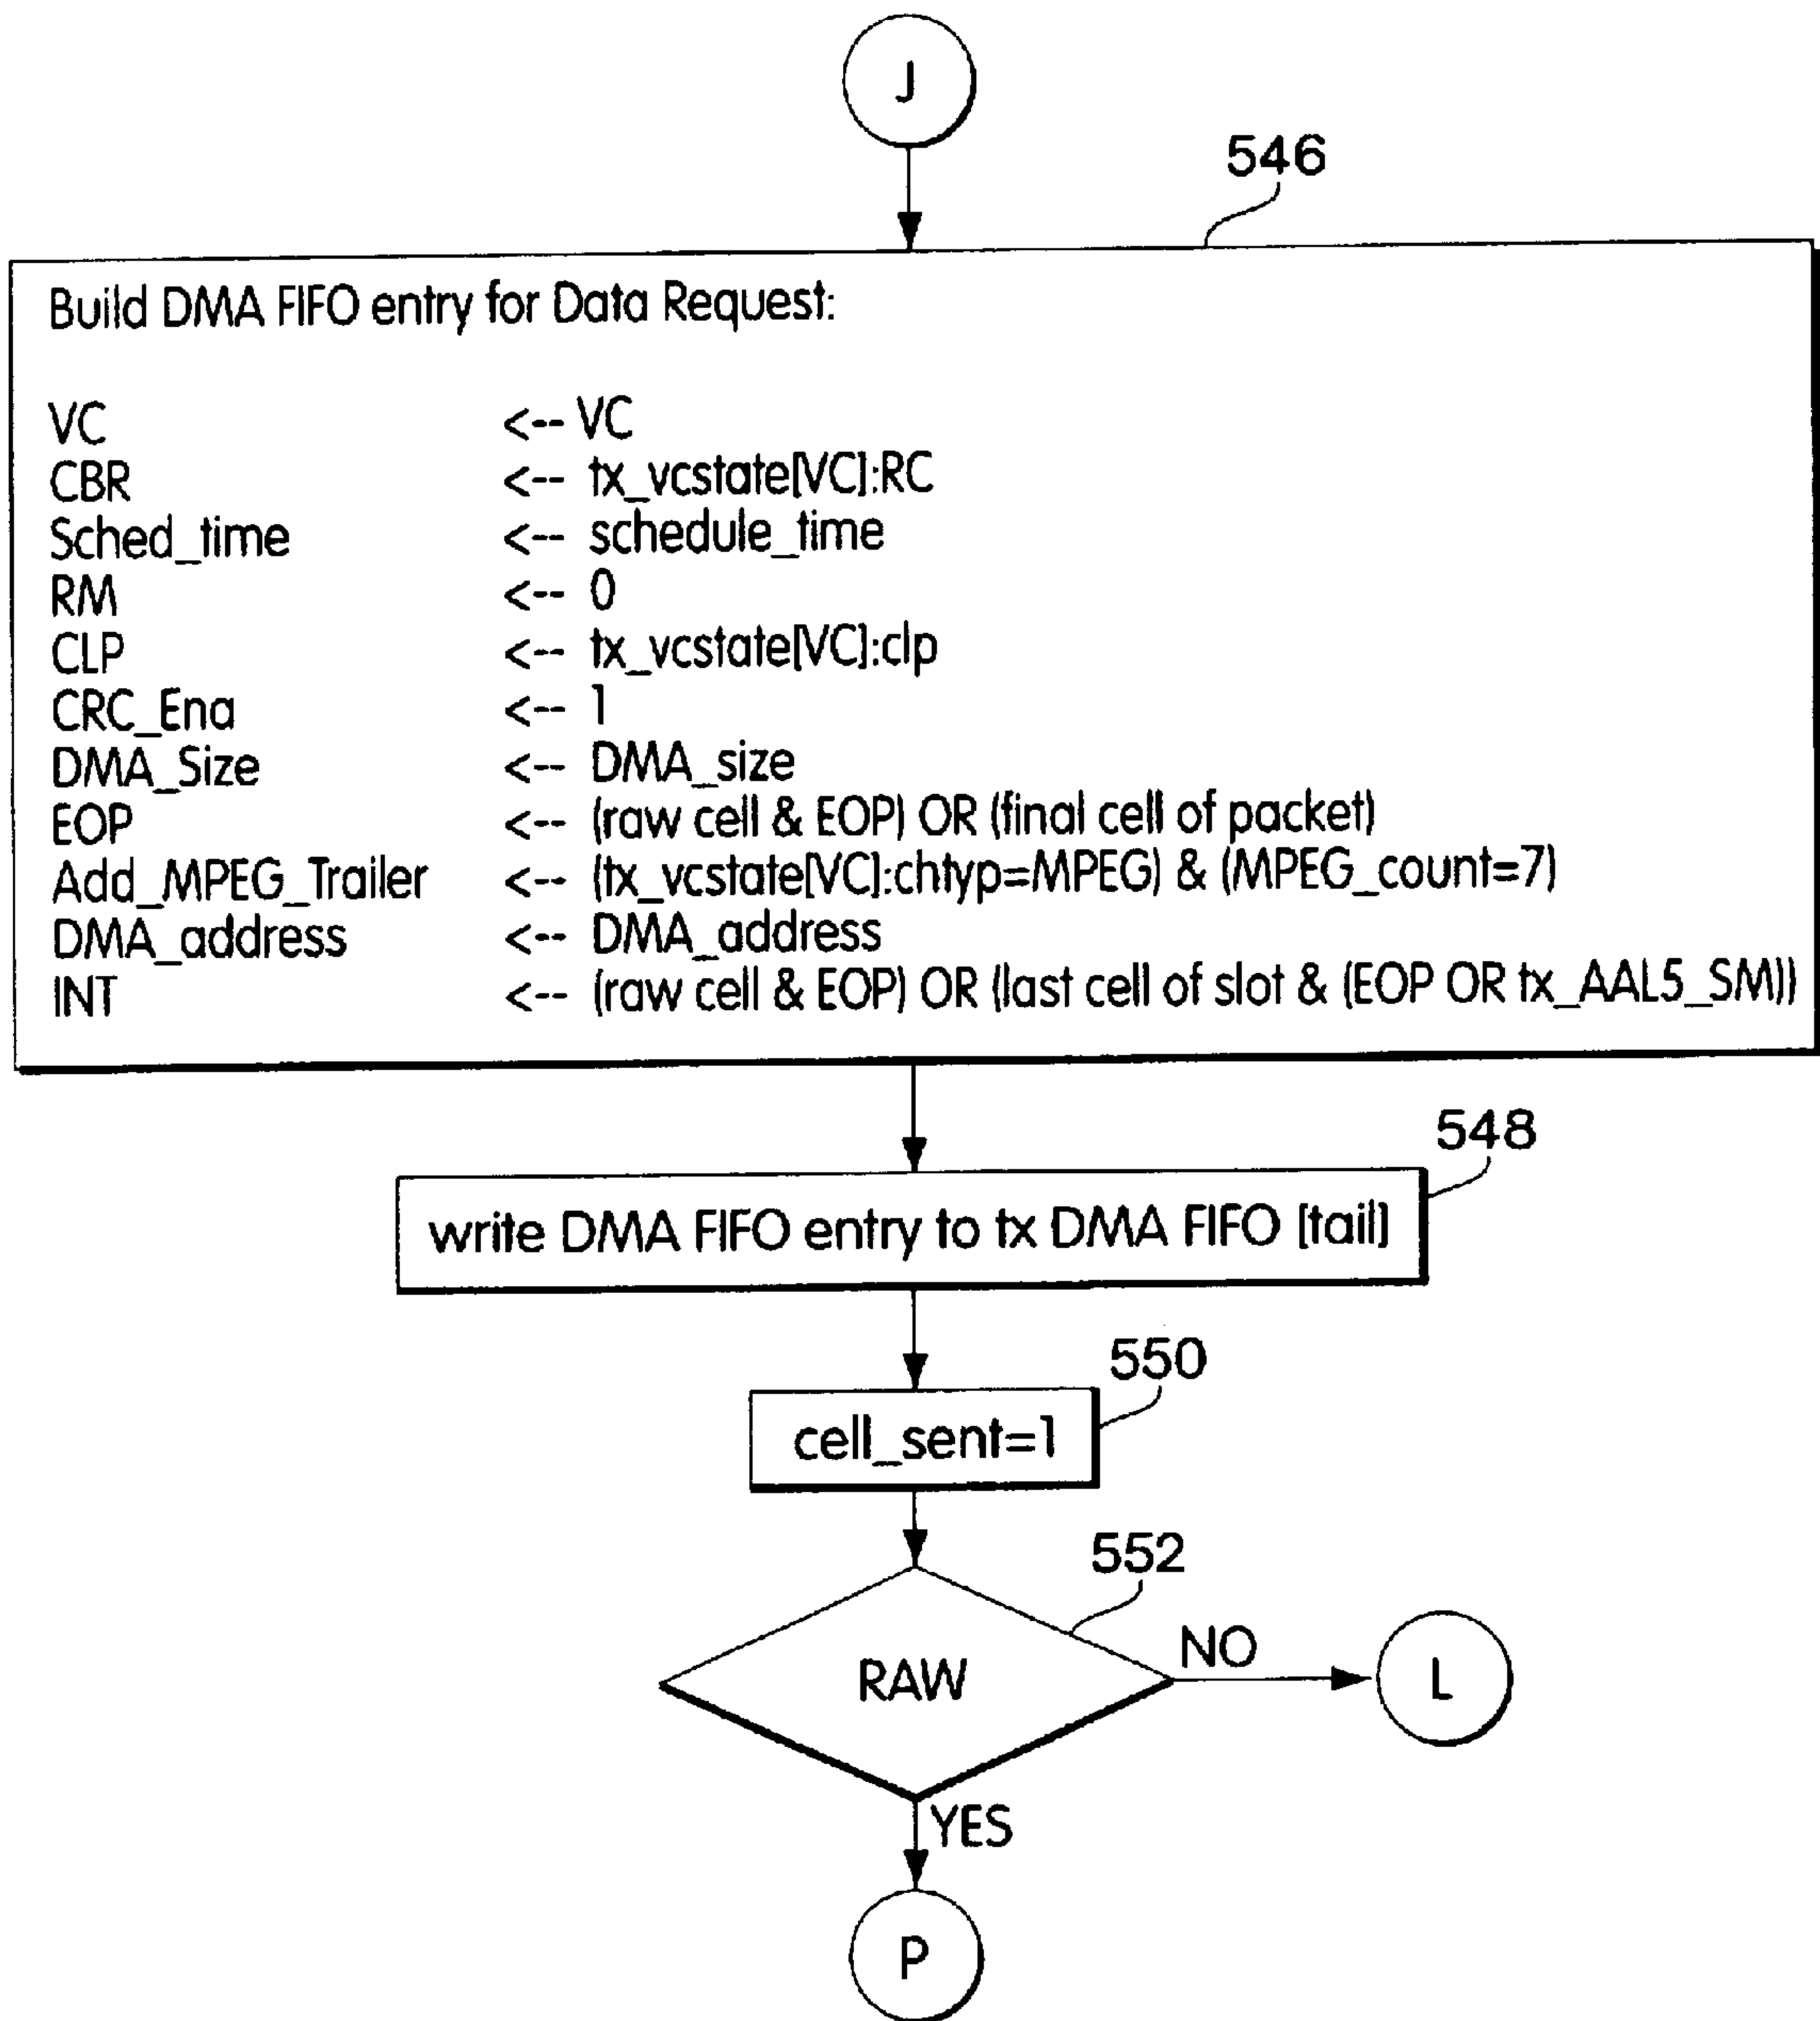 J
546
Build DMA FIFO entry for Data Request:
VC <-- VC
CBR <-- tx_vcstate[VC]:RC
Sched_time <-- schedule_time
RM <-- 0
CLP <-- tx_vcstate[VC]:clp
CRC_Ena <-- 1
DMA_Size <-- DMA_size
EOP <-- (raw cell & EOP) OR (final cell of packet)
Add_MPEG_Trailer <-- (tx_vcstate[VC]:chtyp=MPEG) & (MPEG_count=7)
DMA_address <-- DMA_address
INT <-- (raw cell & EOP) OR (last cell of slot & (EOP OR tx_AAL5_SM))
548
write DMA FIFO entry to tx DMA FIFO [tail]
550
cell_sent=1
552
RAW
NO
L
YES
P